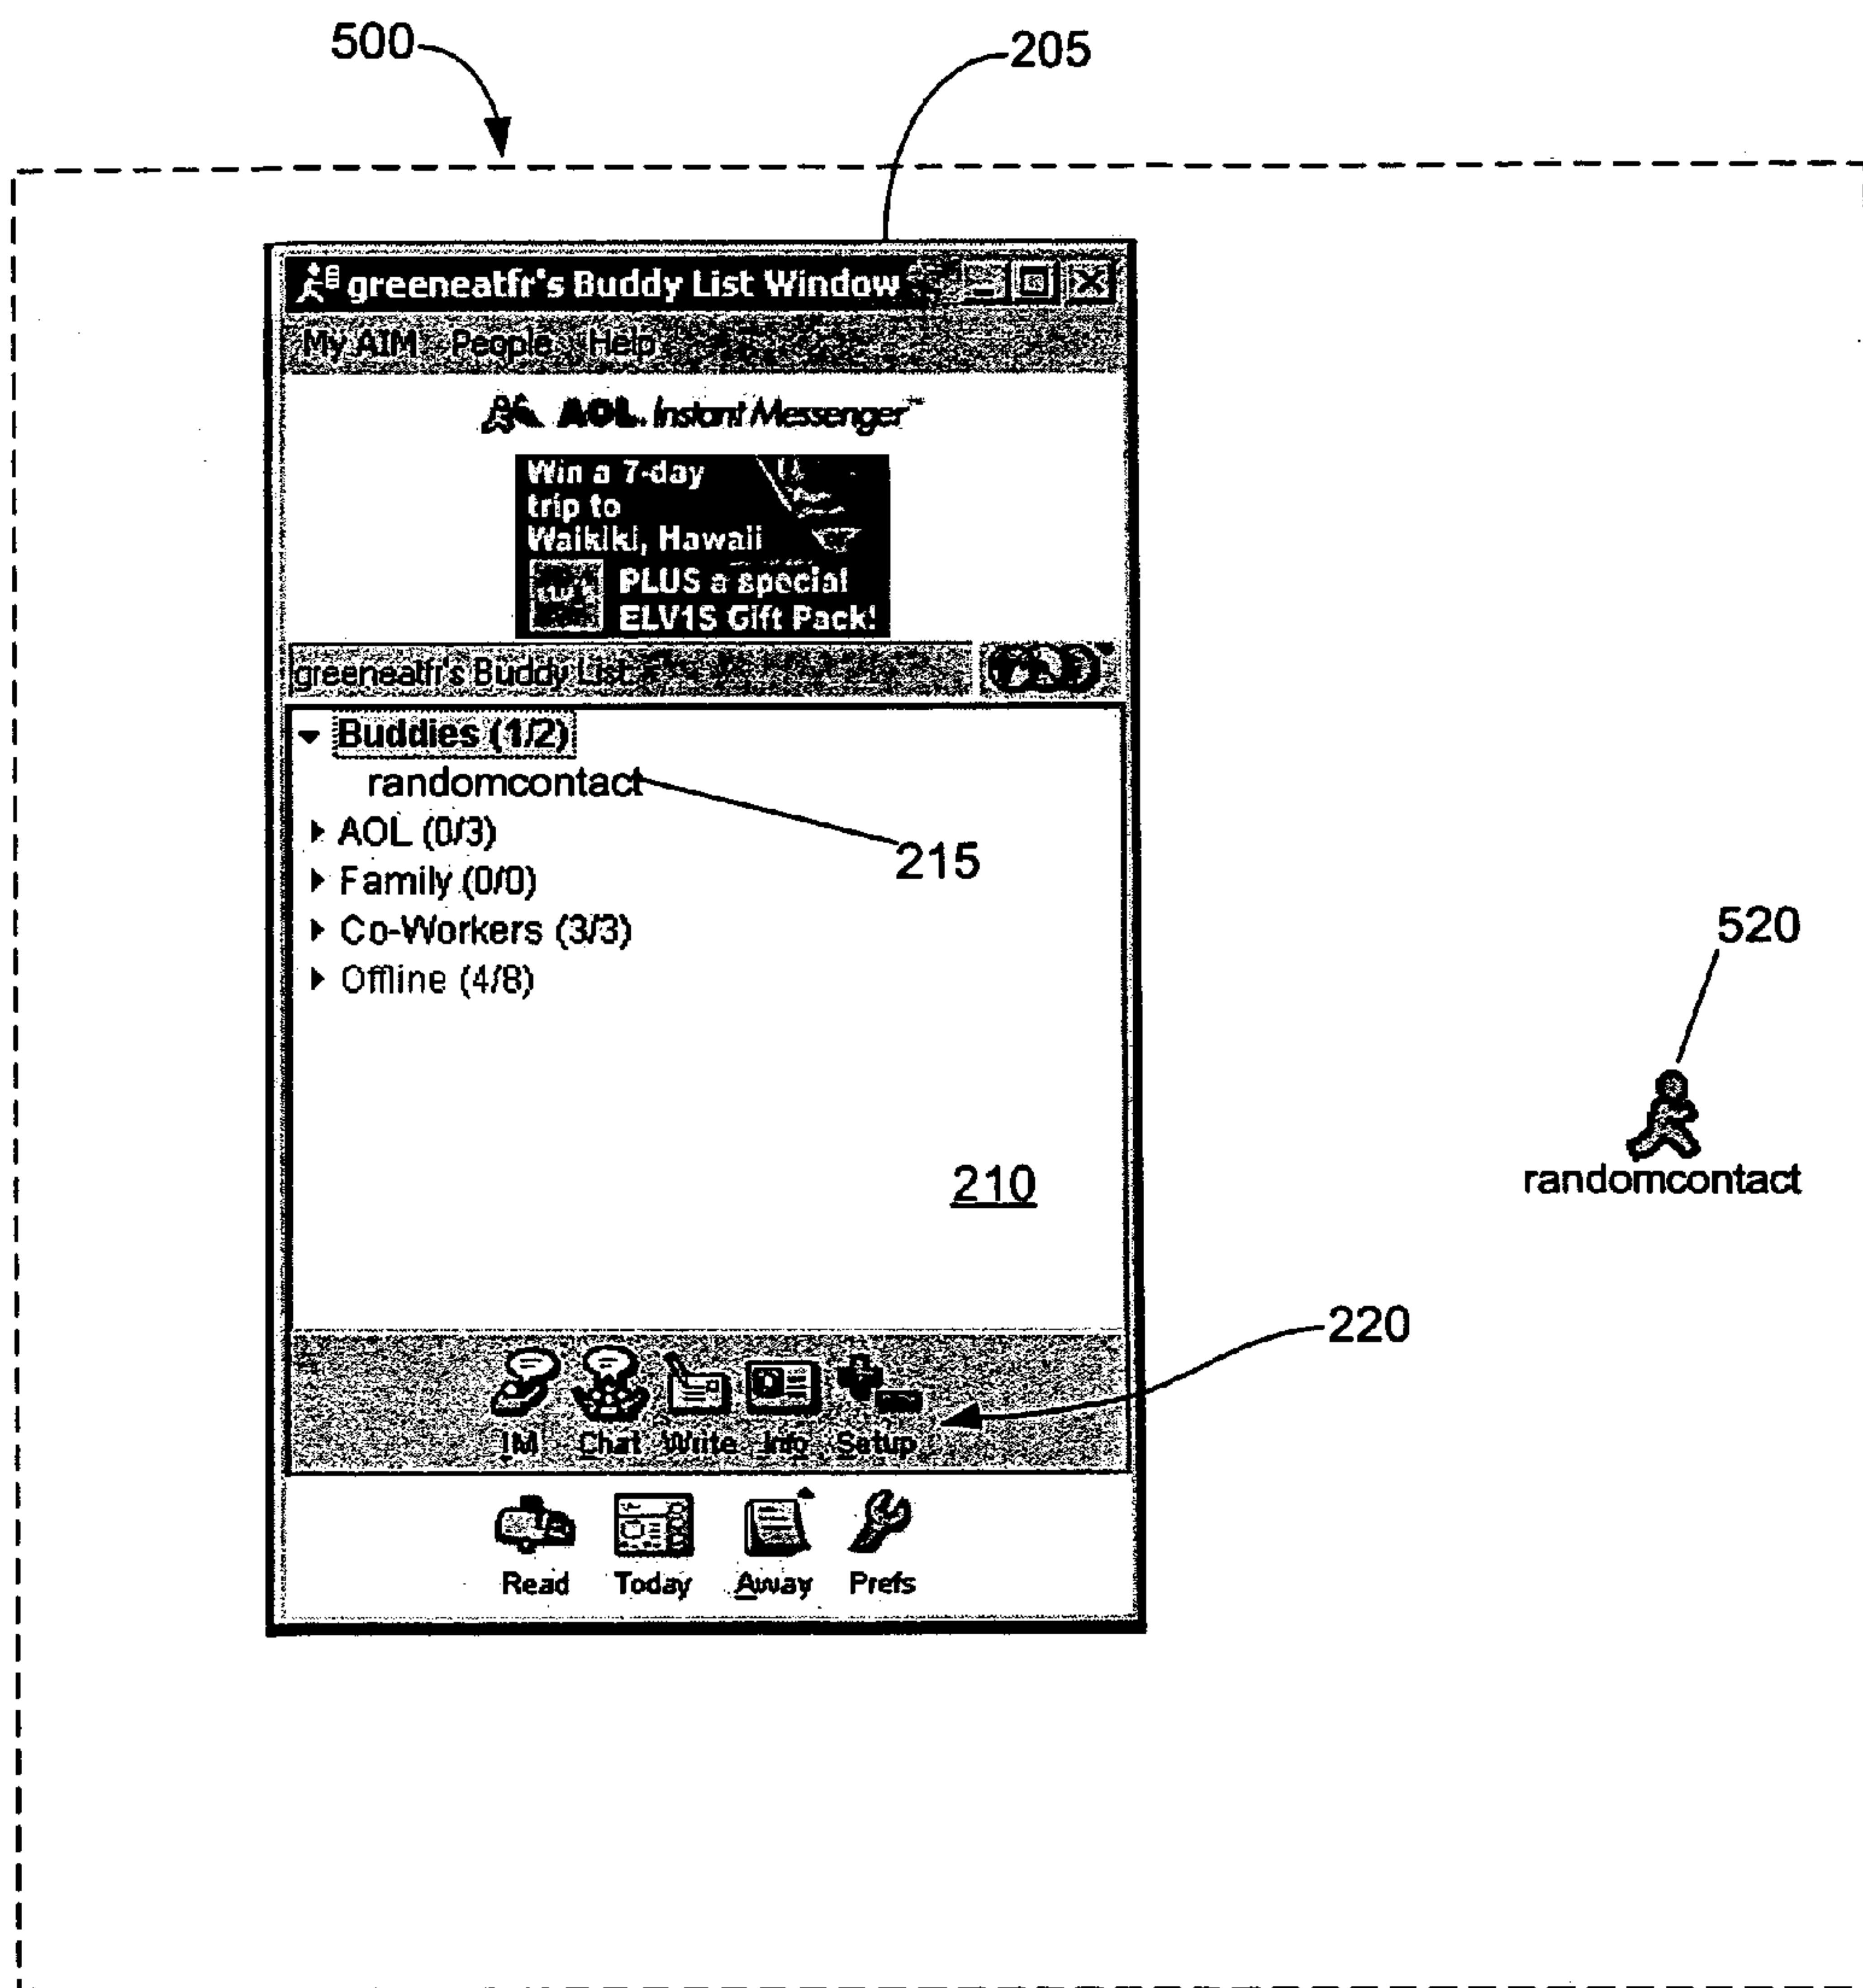 500
205
greeneatfr's Buddy List Window
My AIM People Help
AOL Instant Messenger™
Win a 7-day
trip to
Waikiki, Hawaii
PLUS a special
ELV1S Gift Pack!
greeneatfr's Buddy List
Buddies (1/2)
randomcontact
AOL (0/3)
215
Family (0/0)
Co-Workers (3/3)
520
Offline (4/8)
210
randomcontact
220
IM Chat Write Info Setup
Read Today Away Prefs